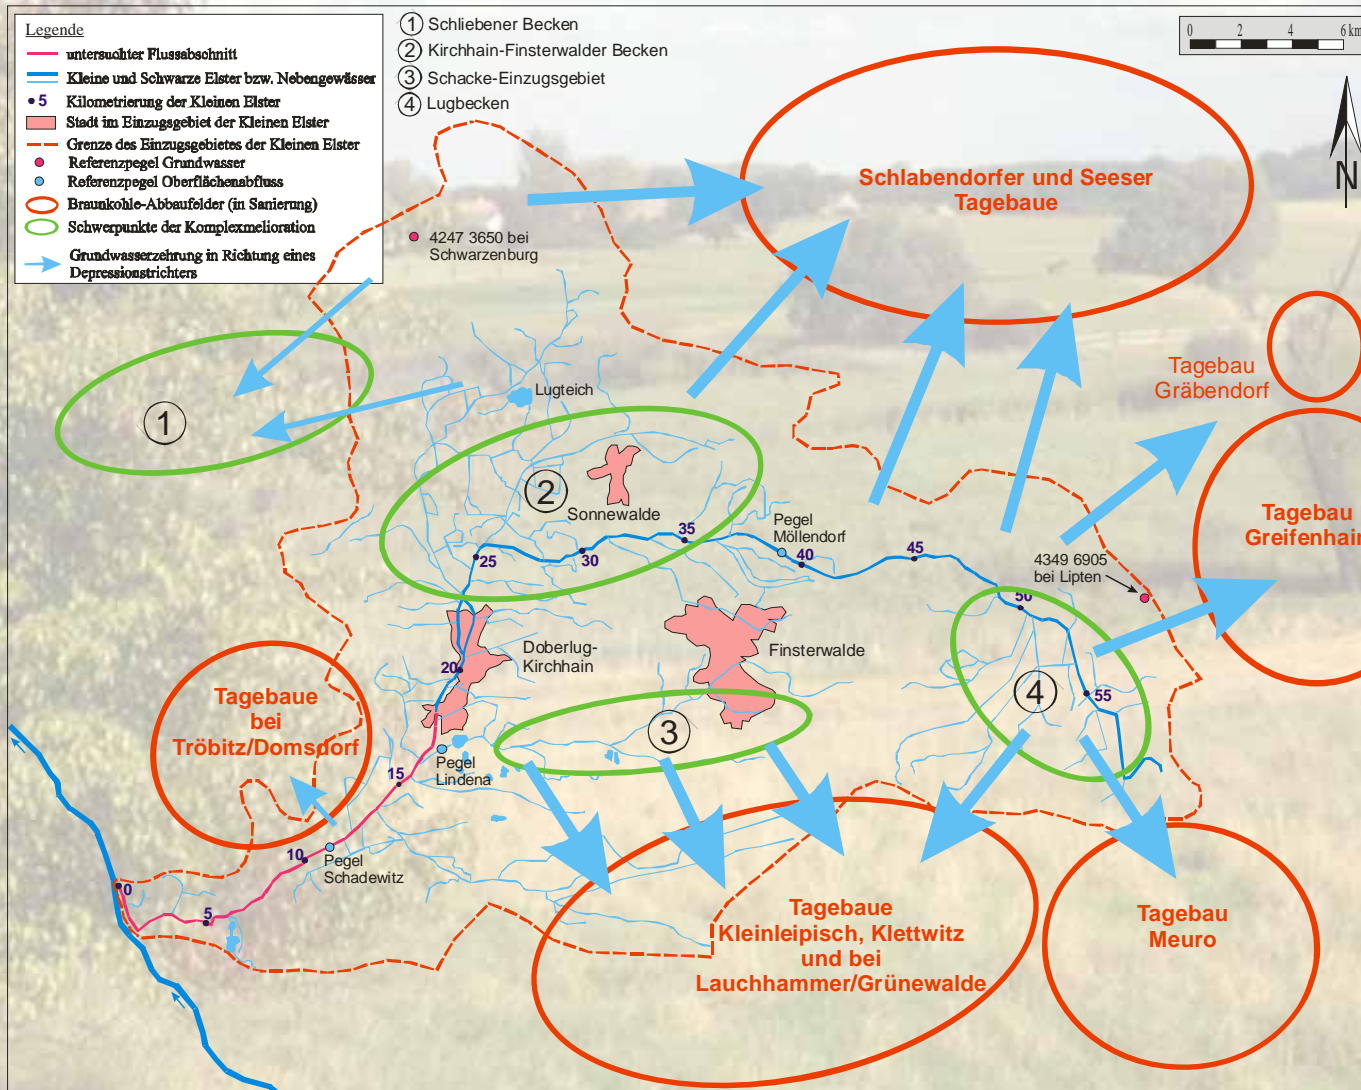 Legende
untersuchter Flussabschnitt
Kleine und Schwarze Elster bzw. Nebengewässer
5 Kilometrierung der Kleinen Elster
Stadt im Einzugsgebiet der Kleinen Elster
Grenze des Einzugsgebietes der Kleinen Elster
Referenzpegel Grundwasser
Referenzpegel Oberflächenabfluss
Braunkohle-Abbaufelder (in Sanierung)
Schwerpunkte der Komplexmelioration
Grundwasserzehrung in Richtung eines
Depressionstrichters
1 Schliebener Becken
2 Kirchhain-Finsterwalder Becken
3 Schacke-Einzugsgebiet
4 Lugbecken
0 2 4 6 km
N
Schlabendorfer und Seeser
Tagebaue
4247 3650 bei
Schwarzenburg
Tagebau
Gräbendorf
Lugteich
1
2
Sonnewalde
Tagebau
Greifenhain
Pegel
Möllendorf
25
30
35
40
45
50
55
4349 6905
bei Lipten
Doberlug-
Kirchhain
20
Finsterwalde
4
3
Tagebaue
bei
Tröbitz/Domsdorf
Pegel
Lindena
15
10
Pegel
Schadewitz
0
5
Tagebaue
Kleinleipisch, Klettwitz
und bei
Lauchhammer/Grünewalde
Tagebau
Meuro